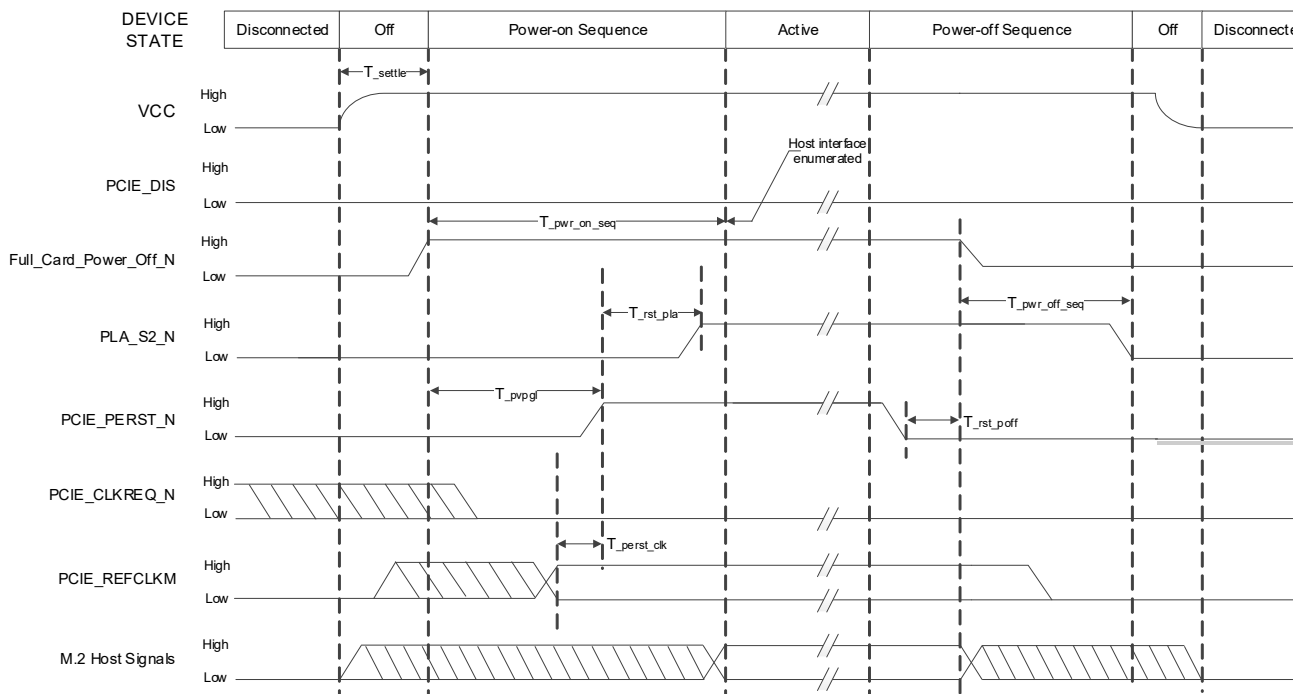 DEVICE
STATE
Disconnected Off Power-on Sequence Active Power-off Sequence Off Disconnecte
T_settle
VCC High
Low
Host interface
enumerated
PCIE_DIS High
Low
T_pwr_on_seq
Full_Card_Power_Off_N High
Low
T_rst_pla T_pwr_off_seq
PLA_S2_N High
Low
T_pvpgl
PCIE_PERST_N High
Low
T_rst_poff
PCIE_CLKREQ_N High
Low
T_perst_clk
PCIE_REFCLKM High
Low
M.2 Host Signals High
Low